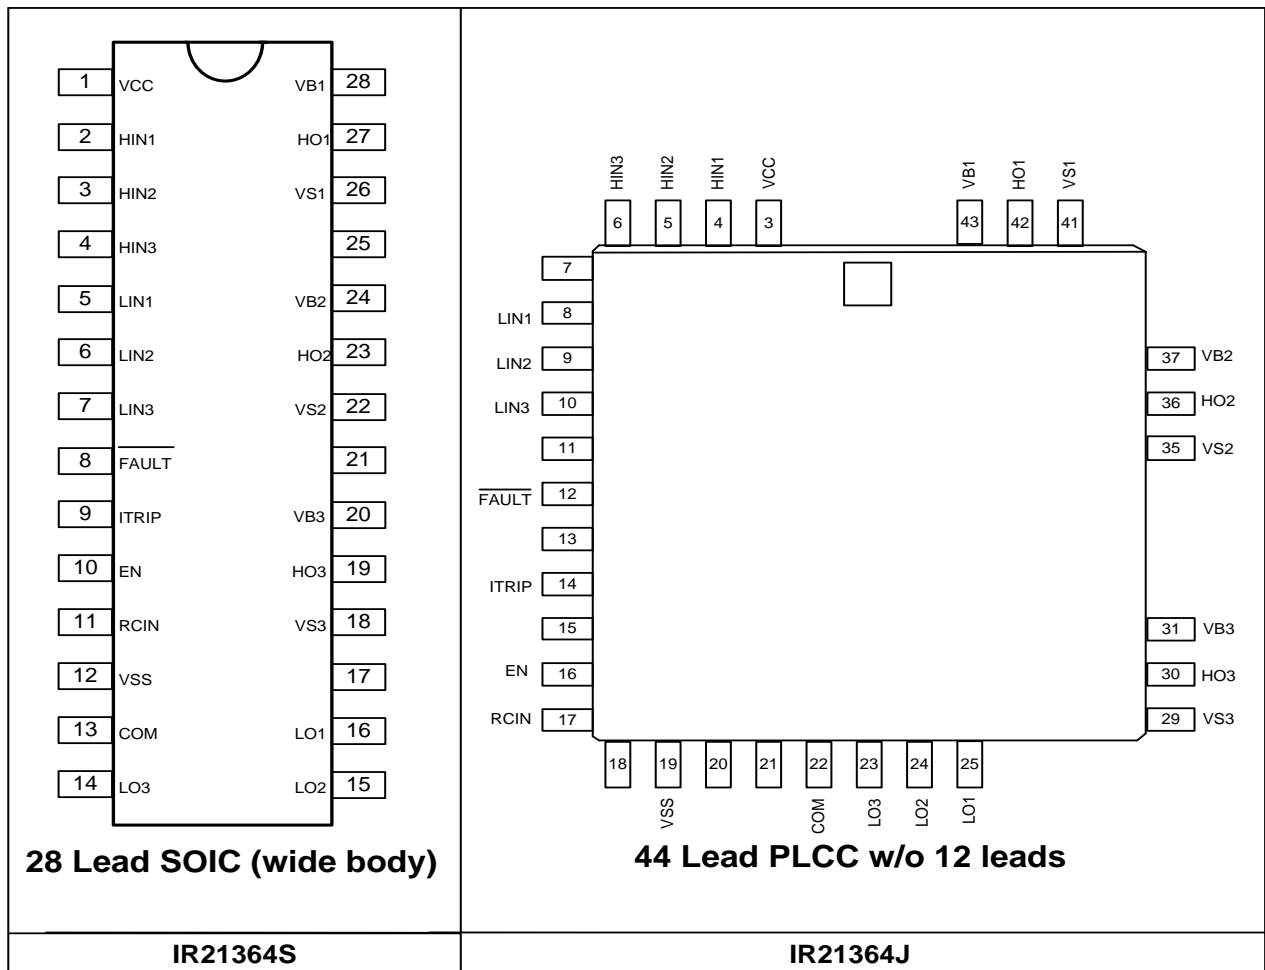 1 VCC VB1 28
2 HIN1 HO1 27
3 HIN2 VS1 26
4 HIN3 25
5 LIN1 VB2 24
6 LIN2 HO2 23
7 LIN3 VS2 22
8 FAULT 21
9 ITRIP VB3 20
10 EN HO3 19
11 RCIN VS3 18
12 VSS 17
13 COM LO1 16
14 LO3 LO2 15
28 Lead SOIC (wide body)
IR21364S
HIN3 HIN2 HIN1 VCC VB1 HO1 VS1
6 5 4 3 43 42 41
7
LIN1 8
LIN2 9 37 VB2
LIN3 10 36 HO2
11 35 VS2
FAULT 12
13
ITRIP 14
15 31 VB3
EN 16 30 HO3
RCIN 17 29 VS3
18 19 20 21 22 23 24 25
VSS COM LO3 LO2 LO1
44 Lead PLCC w/o 12 leads
IR21364J